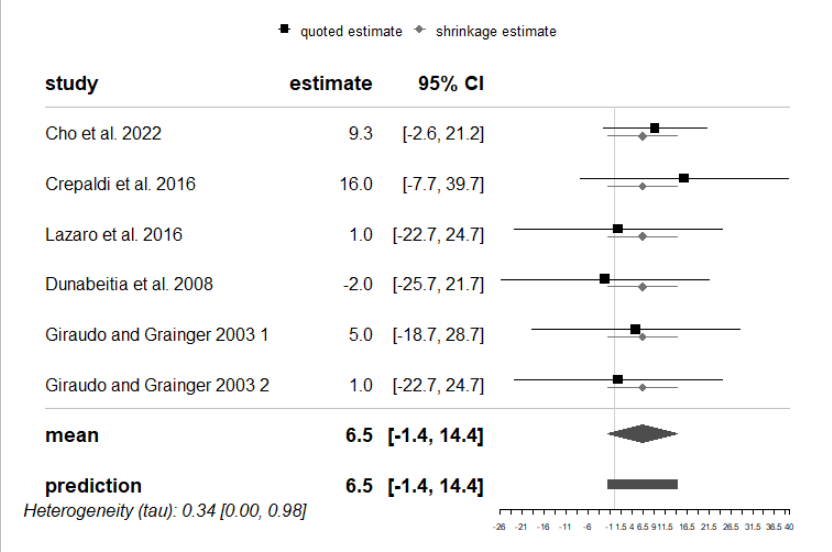 quoted estimate shrinkage estimate
study estimate 95% CI
Cho et al. 2022 9.3 [-2.6, 21.2]
Crepaldi et al. 2016 16.0 [-7.7, 39.7]
Lazaro et al. 2016 1.0 [-22.7, 24.7]
Dunabeitia et al. 2008 -2.0 [-25.7, 21.7]
Giraudo and Grainger 2003 1 5.0 [-18.7, 28.7]
Giraudo and Grainger 2003 2 1.0 [-22.7, 24.7]
mean 6.5 [-1.4, 14.4]
prediction 6.5 [-1.4, 14.4]
Heterogeneity (tau): 0.34 [0.00, 0.98]
-26 -21 -16 -11 -6 -1 1.5 4 6.5 9 11.5 16.5 21.5 26.5 31.5 36.5 40